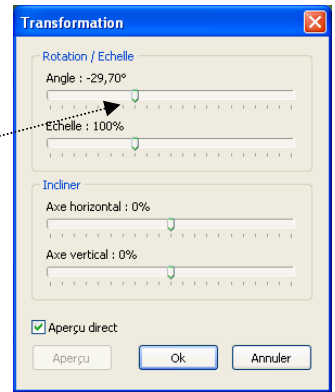 Transformation
Rotation / Echelle
Angle : -29,70°
Echelle : 100%
Incliner
Axe horizontal : 0%
Axe vertical : 0%
Aperçu direct
Aperçu
Ok
Annuler